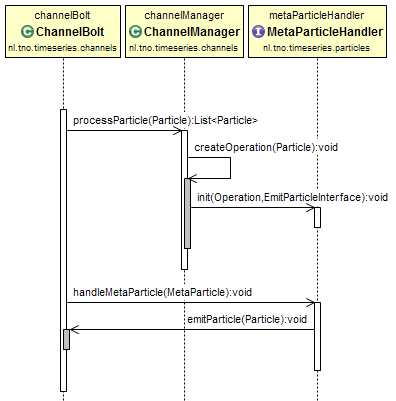 channelBolt
C ChannelBolt
nl.tno.timeseries.channels
channelManager
C ChannelManager
nl.tno.timeseries.channels
metaParticleHandler
I MetaParticleHandler
nl.tno.timeseries.particles
processParticle(Particle):List<Particle>
createOperation(Particle):void
init(Operation,EmitParticleInterface):void
handleMetaParticle(MetaParticle):void
emitParticle(Particle):void